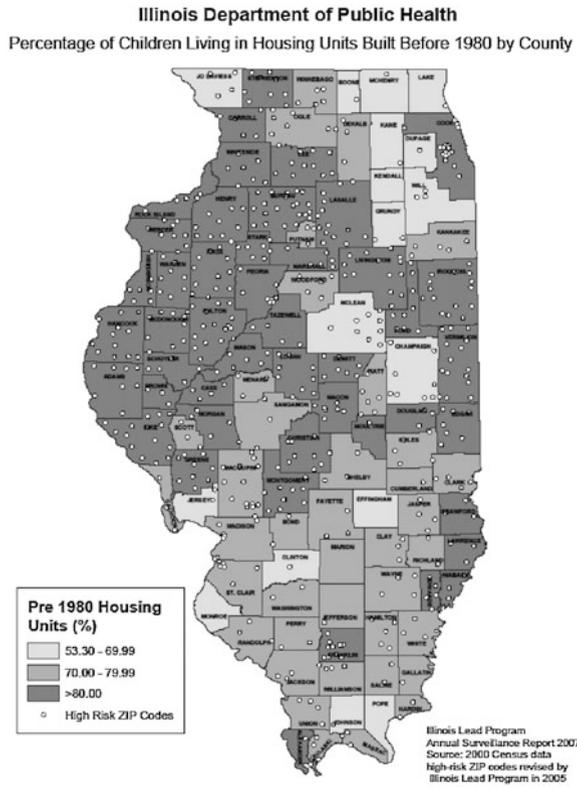 Illinois Department of Public Health
Percentage of Children Living in Housing Units Built Before 1980 by County
JO DAVIESS
STEPHENSON
WINNEBAGO
BOONE
MCHENRY
LAKE
CARROLL
OGLE
DEKALB
KANE
COOK
DUPAGE
WHITESIDE
LEE
KENDALL
WILL
ROCK ISLAND
HENRY
BUREAU
LASALLE
GRUNDY
MERCER
PUTNAM
KANKAKEE
STARK
KNOX
WARREN
PEORIA
MARSHALL
WOODFORD
LIVINGSTON
IROQUOIS
HANCOCK
MCDONOUGH
FULTON
TAZEWELL
MCLEAN
FORD
MASON
CHAMPAIGN
VERMILION
SCHUYLER
LOGAN
DEWITT
PIATT
ADAMS
BROWN
CASS
MENARD
MACON
DOUGLAS
EDGAR
MORGAN
SANGAMON
MOULTRIE
PIKE
SCOTT
CHRISTIAN
COLES
GREENE
MACOUPIN
MONTGOMERY
SHELBY
CUMBERLAND
CLARK
JERSEY
FAYETTE
EFFINGHAM
JASPER
CRAWFORD
MADISON
BOND
CLAY
RICHLAND
LAWRENCE
CLINTON
MARION
WAYNE
WABASH
ST. CLAIR
WASHINGTON
MONROE
JEFFERSON
HAMILTON
WHITE
RANDOLPH
PERRY
FRANKLIN
JACKSON
WILLIAMSON
SALINE
GALLATIN
UNION
JOHNSON
POPE
HARDIN
MASSAC
Pre 1980 Housing
Units (%)
53.30 - 69.99
70.00 - 79.99
>80.00
High Risk ZIP Codes
Illinois Lead Program
Annual Surveillance Report 2007
Source: 2000 Census data
high-risk ZIP codes revised by
Illinois Lead Program in 2005